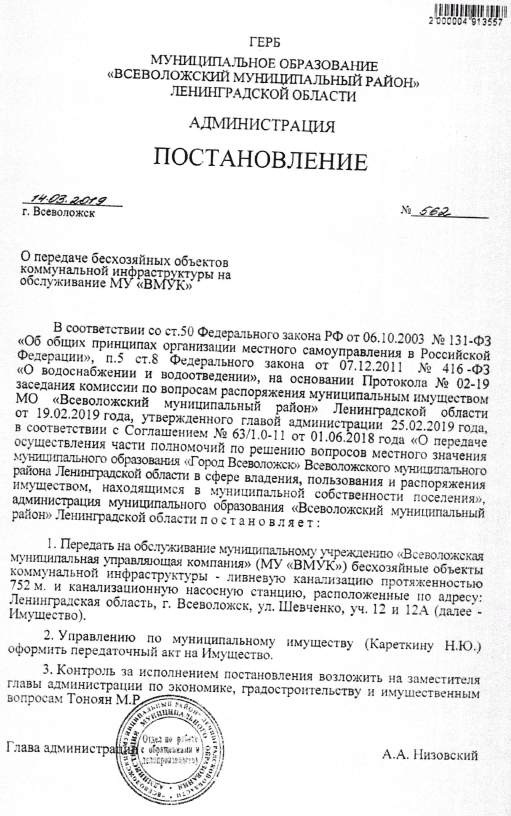 2 000004 913557
ГЕРБ
МУНИЦИПАЛЬНОЕ ОБРАЗОВАНИЕ
«ВСЕВОЛОЖСКИЙ МУНИЦИПАЛЬНЫЙ РАЙОН»
ЛЕНИНГРАДСКОЙ ОБЛАСТИ
АДМИНИСТРАЦИЯ
ПОСТАНОВЛЕНИЕ
14.03.2019
г. Всеволожск
№ 562
О передаче бесхозяйных объектов
коммунальной инфраструктуры на
обслуживание МУ «ВМУК»
В соответствии со ст.50 Федерального закона РФ от 06.10.2003 № 131-ФЗ
«Об общих принципах организации местного самоуправления в Российской
Федерации», п.5 ст.8 Федерального закона от 07.12.2011 № 416 -ФЗ
«О водоснабжении и водоотведении», на основании Протокола № 02-19
заседания комиссии по вопросам распоряжения муниципальным имуществом
МО «Всеволожский муниципальный район» Ленинградской области
от 19.02.2019 года, утвержденного главой администрации 25.02.2019 года,
в соответствии с Соглашением № 63/1.0-11 от 01.06.2018 года «О передаче
осуществления части полномочий по решению вопросов местного значения
муниципального образования «Город Всеволожск» Всеволожского муниципального
района Ленинградской области в сфере владения, пользования и распоряжения
имуществом, находящимся в муниципальной собственности поселения»,
администрация муниципального образования «Всеволожский муниципальный
район» Ленинградской области п о с т а н о в л я е т :
1. Передать на обслуживание муниципальному учреждению «Всеволожская
муниципальная управляющая компания» (МУ «ВМУК») бесхозяйные объекты
коммунальной инфраструктуры - ливневую канализацию протяженностью
752 м. и канализационную насосную станцию, расположенные по адресу:
Ленинградская область, г. Всеволожск, ул. Шевченко, уч. 12 и 12А (далее -
Имущество).
2. Управлению по муниципальному имуществу (Кареткину Н.Ю.)
оформить передаточный акт на Имущество.
3. Контроль за исполнением постановления возложить на заместителя
главы администрации по экономике, градостроительству и имущественным
вопросам Тоноян М.Р.
Глава администрации
А.А. Низовский
Отдел по работе
с обращениями и
делопроизводства